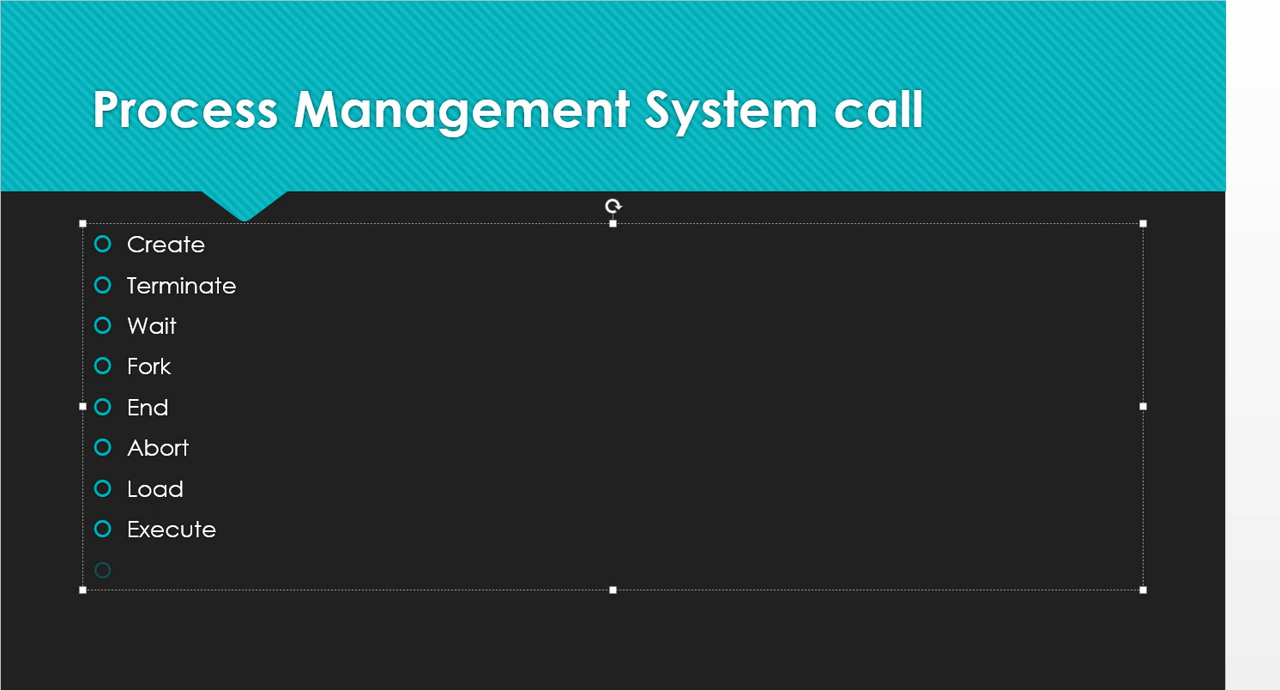 Process Management System call
Create
Terminate
Wait
Fork
End
Abort
Load
Execute